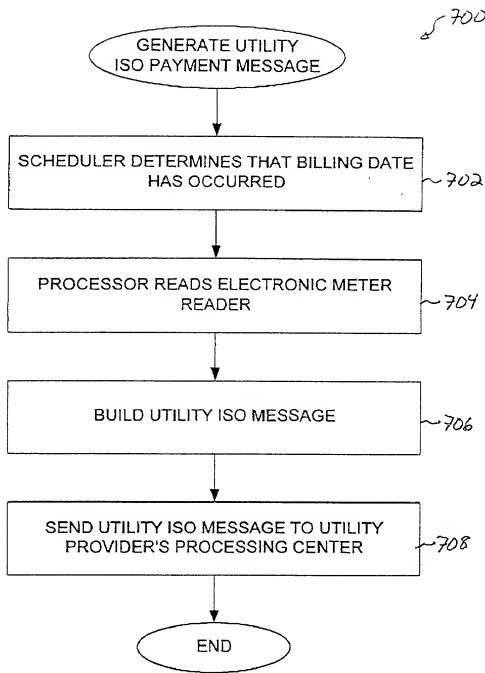 700
GENERATE UTILITY
ISO PAYMENT MESSAGE
SCHEDULER DETERMINES THAT BILLING DATE
HAS OCCURRED
702
PROCESSOR READS ELECTRONIC METER
READER
704
BUILD UTILITY ISO MESSAGE
706
SEND UTILITY ISO MESSAGE TO UTILITY
PROVIDER'S PROCESSING CENTER
708
END